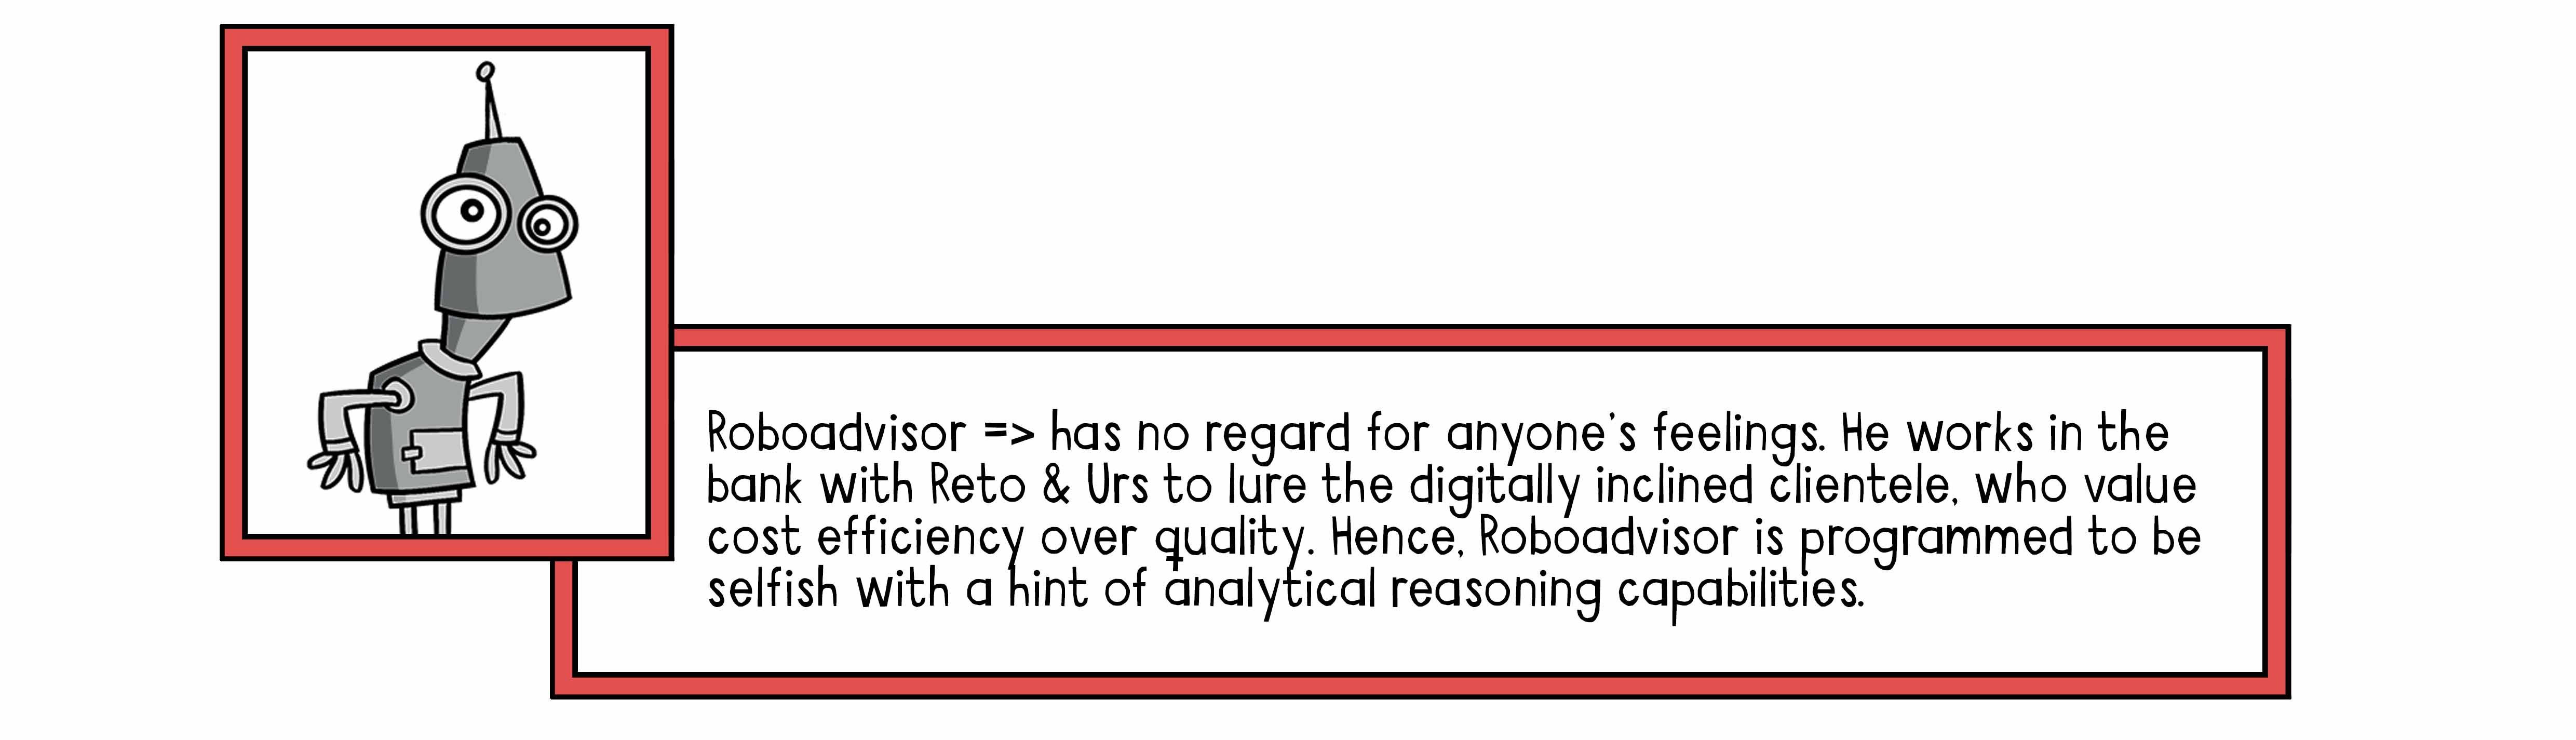 Roboadvisor => has no regard for anyone's feelings. He works in the
bank with Reto & Urs to lure the digitally inclined clientele, who value
cost efficiency over quality. Hence, Roboadvisor is programmed to be
selfish with a hint of analytical reasoning capabilities.